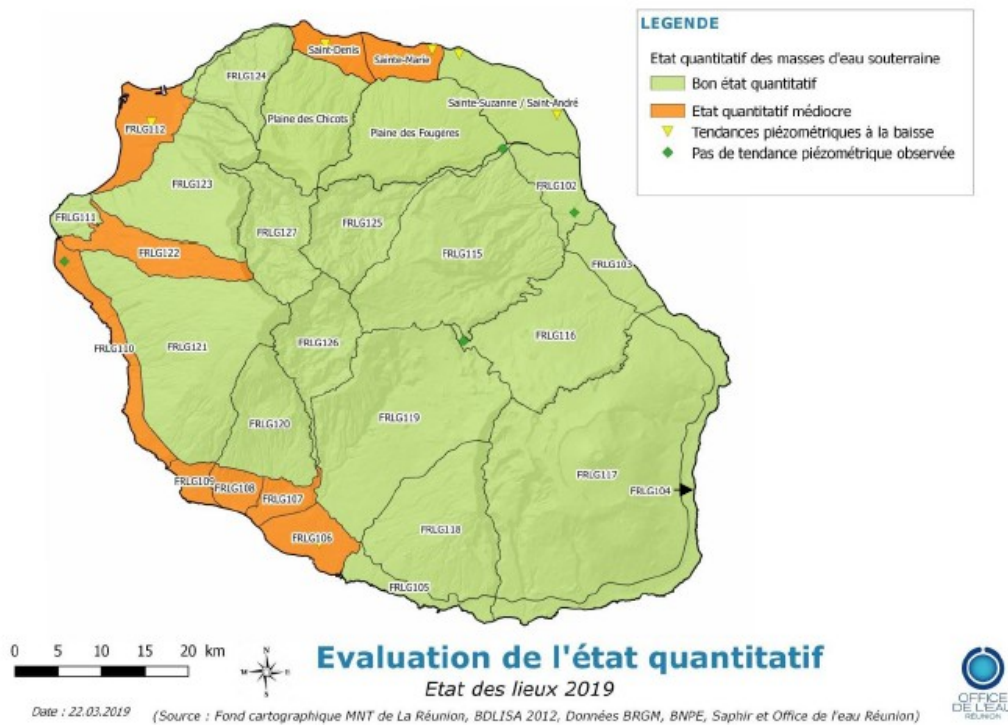 LEGENDE
Etat quantitatif des masses d'eau souterraine
Bon état quantitatif
Etat quantitatif médiocre
Tendances piézométriques à la baisse
Pas de tendance piézométrique observée
Saint-Denis
Sainte-Marie
FRLG124
Sainte-Suzanne / Saint-André
Plaine des Chicots
Plaine des Fougères
FRLG112
FRLG123
FRLG102
FRLG111
FRLG125
FRLG127
FRLG122
FRLG115
FRLG103
FRLG116
FRLG126
FRLG110
FRLG121
FRLG119
FRLG120
FRLG117
FRLG109
FRLG108
FRLG107
FRLG104
FRLG118
FRLG106
FRLG105
0 5 10 15 20 km
N
W E
S
Evaluation de l'état quantitatif
Etat des lieux 2019
Date : 22.03.2019
(Source : Fond cartographique MNT de La Réunion, BDLISA 2012, Données BRGM, BNPE, Saphir et Office de l'eau Réunion)
OFFICE
DE L'EAU
RÉUNION